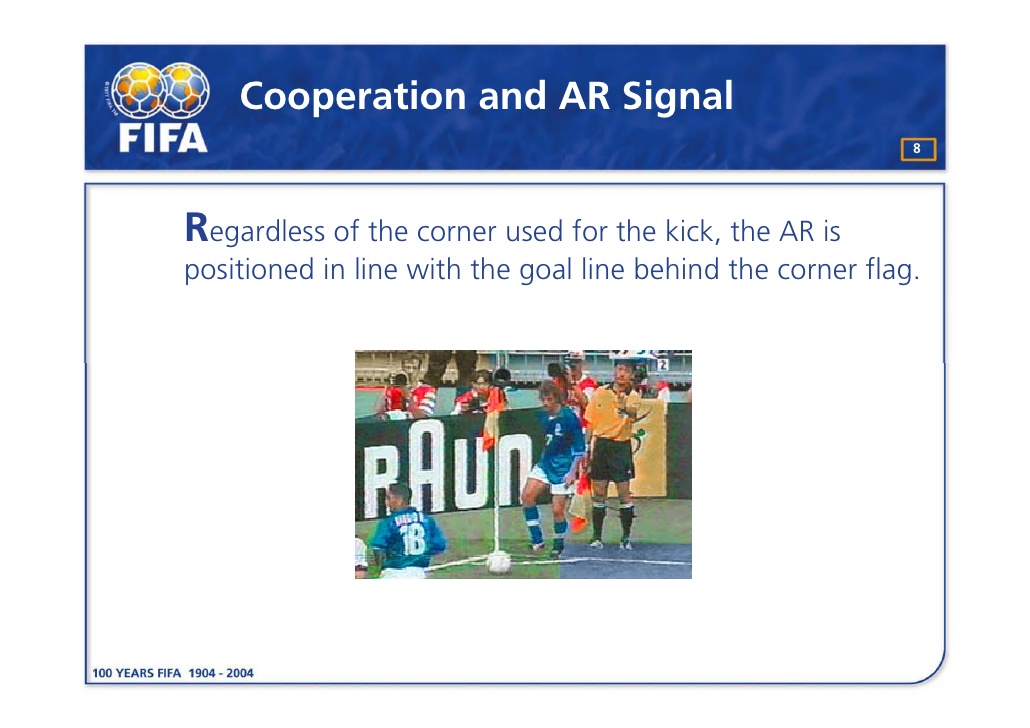 Cooperation and AR Signal
FIFA
8
Regardless of the corner used for the kick, the AR is
positioned in line with the goal line behind the corner flag.
2
RAUN
18
100 YEARS FIFA 1904 - 2004